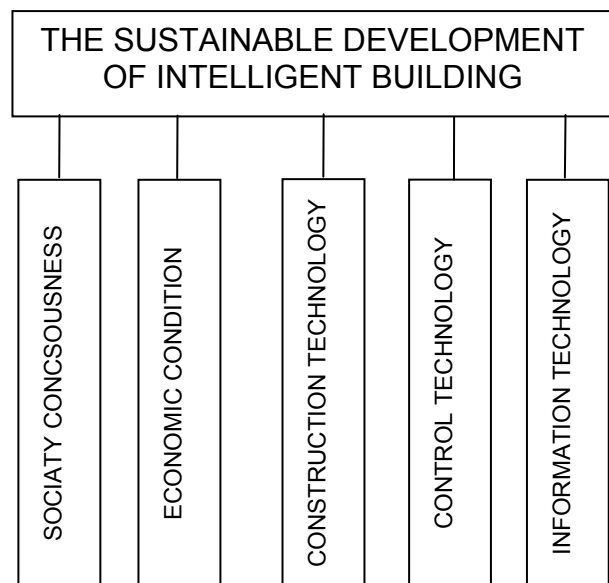 THE SUSTAINABLE DEVELOPMENT
OF INTELLIGENT BUILDING
SOCIATY CONCSOUSNESS
ECONOMIC CONDITION
CONSTRUCTION TECHNOLOGY
CONTROL TECHNOLOGY
INFORMATION TECHNOLOGY